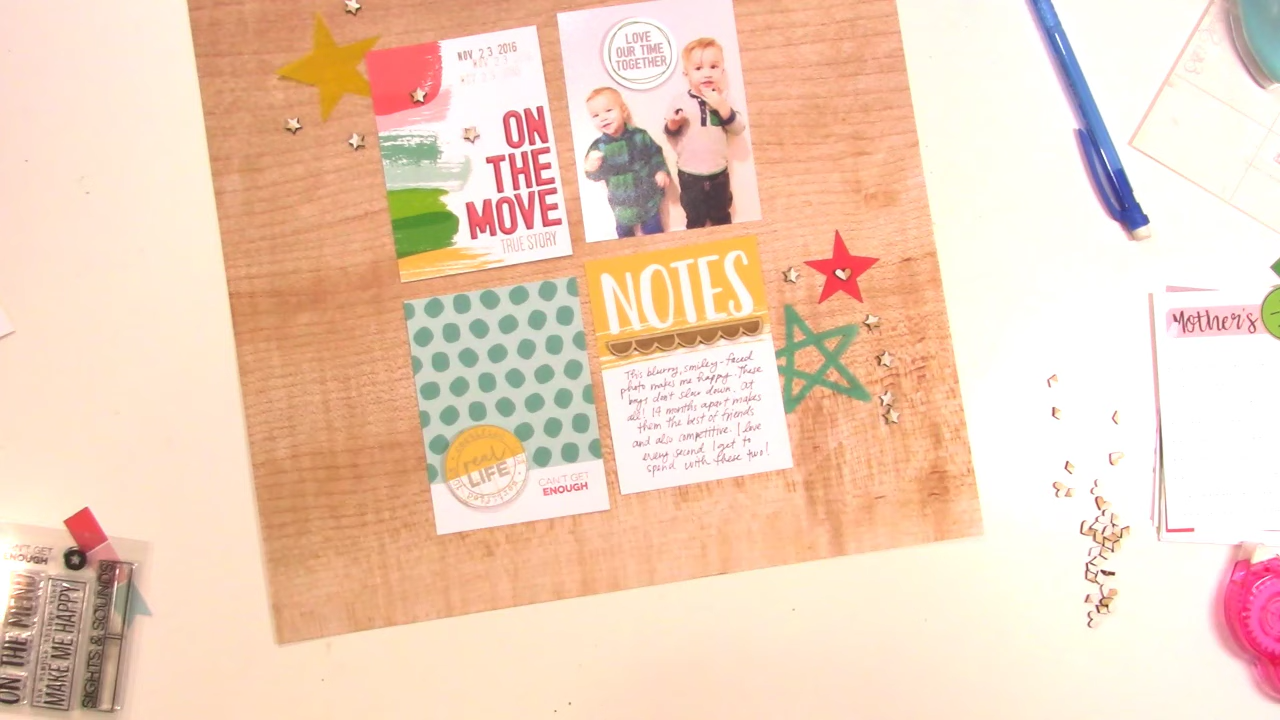 NOV 23 2016
NOV 23
ON
THE
MOVE
TRUE STORY
LOVE
OUR TIME
TOGETHER
NOTES
This blurry, smiley-faced
photo makes me happy. These
boys don't slow down. at
all! 14 months apart makes
them the best of friends
and also competitive. I love
every second I get to
spend with these two!
real
LIFE
CAN'T GET
ENOUGH
Mother's
CAN'T GET
ENOUGH
ON THE MEND
MAKE ME HAPPY
SIGHTS & SOUNDS